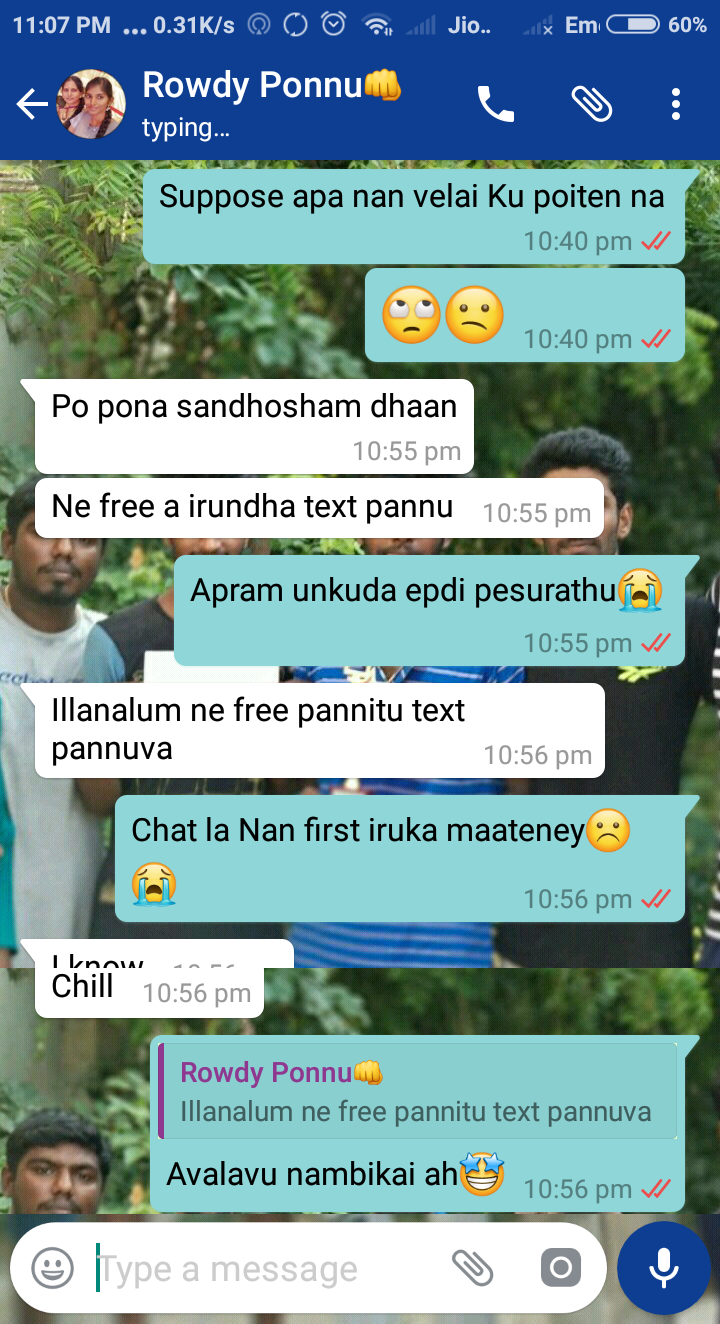 11:07 PM ... 0.31K/s Jio.. Em 60%
Rowdy Ponnu👊
typing...
Suppose apa nan velai Ku poiten na
10:40 pm
🙄😕 10:40 pm
Po pona sandhosham dhaan
10:55 pm
Ne free a irundha text pannu 10:55 pm
Apram unkuda epdi pesurathu😭
10:55 pm
Illanalum ne free pannitu text
pannuva 10:56 pm
Chat la Nan first iruka maateney☹️
😭 10:56 pm
I know 10:56
Chill 10:56 pm
Rowdy Ponnu👊
Illanalum ne free pannitu text pannuva
Avalavu nambikai ah🤩 10:56 pm
Type a message